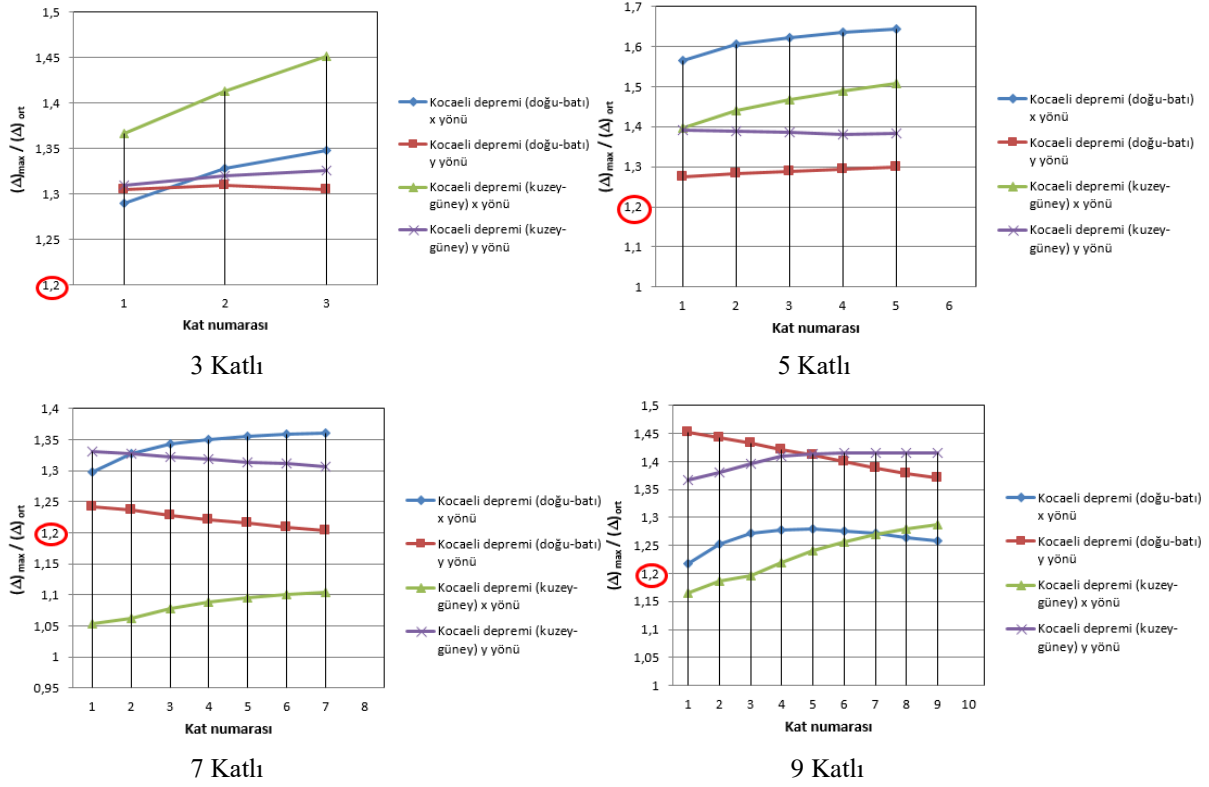 1,5
1,45
1,4
1,35
1,3
1,25
1,2
(Δ)max / (Δ) ort
1 2 3
Kat numarası
Kocaeli depremi (doğu-batı)
x yönü
Kocaeli depremi (doğu-batı)
y yönü
Kocaeli depremi (kuzey-
güney) x yönü
Kocaeli depremi (kuzey-
güney) y yönü
3 Katlı
1,7
1,6
1,5
1,4
1,3
1,2
1,1
1
(Δ)max / (Δ) ort
1 2 3 4 5 6
Kat numarası
Kocaeli depremi (doğu-batı)
x yönü
Kocaeli depremi (doğu-batı)
y yönü
Kocaeli depremi (kuzey-
güney) x yönü
Kocaeli depremi (kuzey-
güney) y yönü
5 Katlı
1,4
1,35
1,3
1,25
1,2
1,15
1,1
1,05
1
0,95
(Δ) max / (Δ) ort
1 2 3 4 5 6 7 8
Kat numarası
Kocaeli depremi (doğu-batı)
x yönü
Kocaeli depremi (doğu-batı)
y yönü
Kocaeli depremi (kuzey-
güney) x yönü
Kocaeli depremi (kuzey-
güney) y yönü
7 Katlı
1,5
1,45
1,4
1,35
1,3
1,25
1,2
1,15
1,1
1,05
1
(Δ) max / (Δ) ort
1 2 3 4 5 6 7 8 9 10
Kat numarası
Kocaeli depremi (doğu-batı)
x yönü
Kocaeli depremi (doğu-batı)
y yönü
Kocaeli depremi (kuzey-
güney) x yönü
Kocaeli depremi (kuzey-
güney) y yönü
9 Katlı